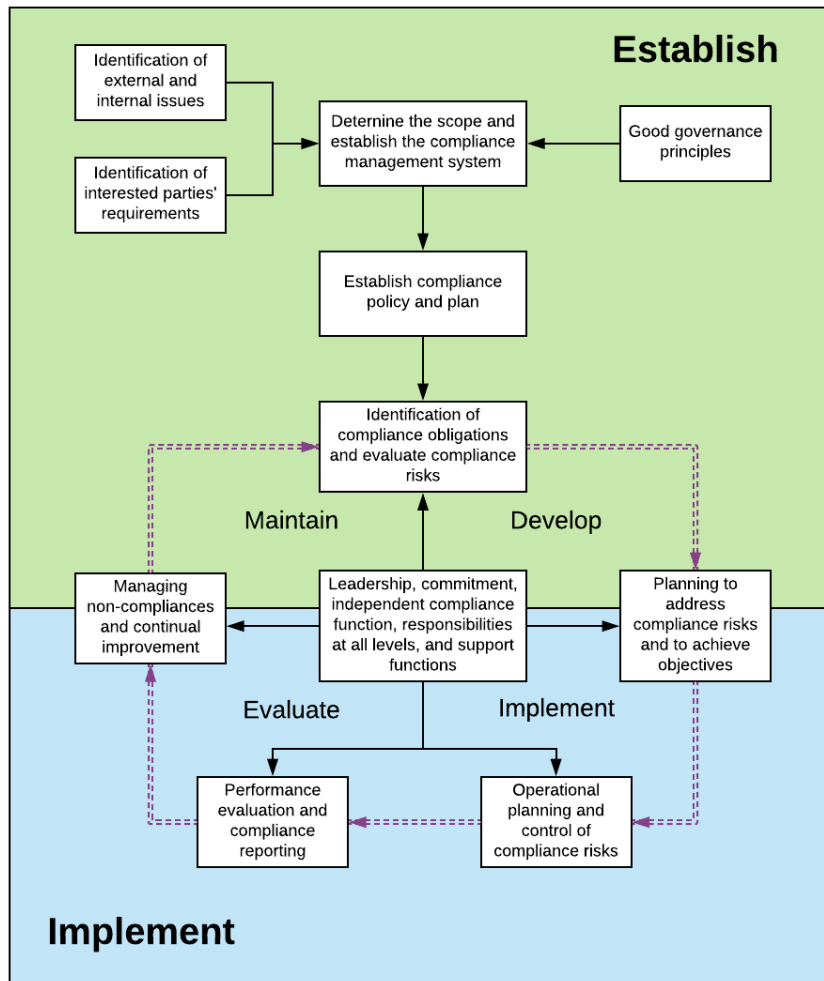 Establish
Identification of
external and
internal issues
Deternine the scope and
establish the compliance
management system
Good governance
principles
Identification of
interested parties'
requirements
Establish compliance
policy and plan
Identification of
compliance obligations
and evaluate compliance
risks
Maintain
Develop
Managing
non-compliances
and continual
improvement
Leadership, commitment,
independent compliance
function, responsibilities
at all levels, and support
functions
Planning to
address
compliance risks
and to achieve
objectives
Evaluate
Implement
Performance
evaluation and
compliance
reporting
Operational
planning and
control of
compliance risks
Implement